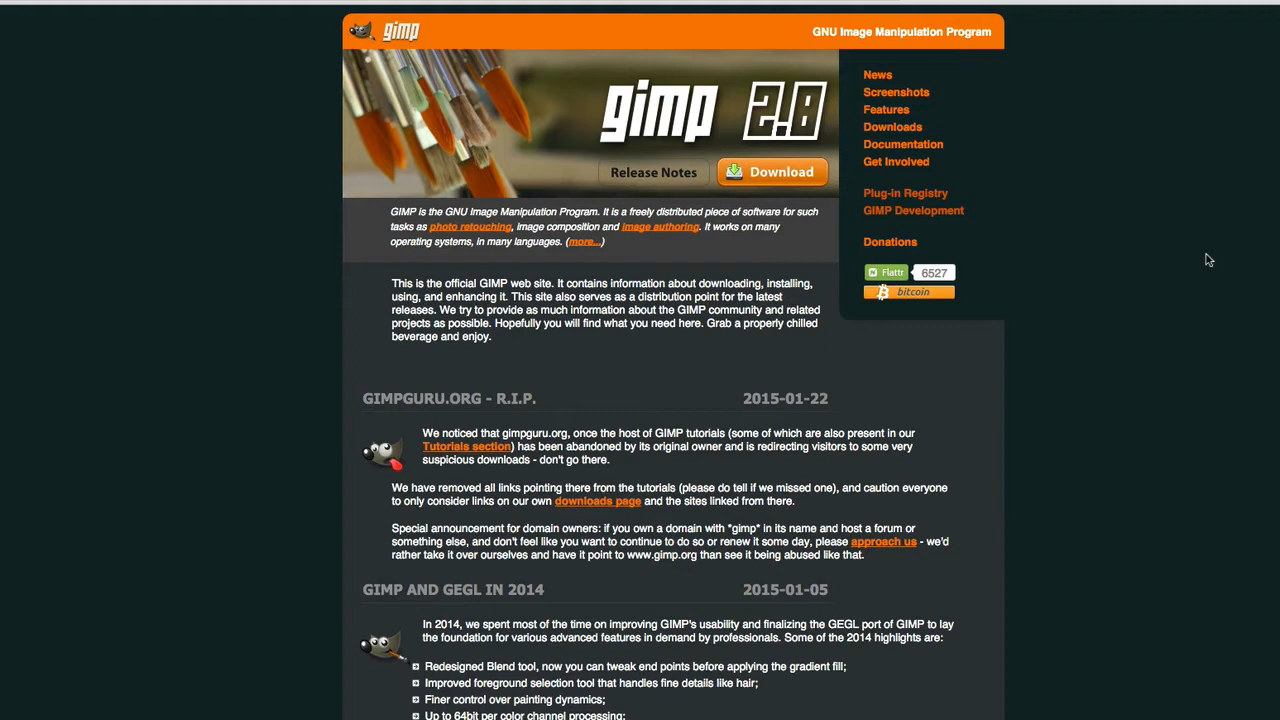 gimp
GNU Image Manipulation Program
gimp 2.8
Release Notes
Download
News
Screenshots
Features
Downloads
Documentation
Get Involved
Plug-in Registry
GIMP Development
Donations
Flattr
6527
bitcoin
GIMP is the GNU Image Manipulation Program. It is a freely distributed piece of software for such
tasks as photo retouching, image composition and image authoring. It works on many
operating systems, in many languages. (more...)
This is the official GIMP web site. It contains information about downloading, installing,
using, and enhancing it. This site also serves as a distribution point for the latest
releases. We try to provide as much information about the GIMP community and related
projects as possible. Hopefully you will find what you need here. Grab a properly chilled
beverage and enjoy.
GIMPGURU.ORG - R.I.P. 2015-01-22
We noticed that gimpguru.org, once the host of GIMP tutorials (some of which are also present in our
Tutorials section) has been abandoned by its original owner and is redirecting visitors to some very
suspicious downloads - don't go there.
We have removed all links pointing there from the tutorials (please do tell if we missed one), and caution everyone
to only consider links on our own downloads page and the sites linked from there.
Special announcement for domain owners: if you own a domain with *gimp* in its name and host a forum or
something else, and don't feel like you want to continue to do so or renew it some day, please approach us - we'd
rather take it over ourselves and have it point to www.gimp.org than see it being abused like that.
GIMP AND GEGL IN 2014 2015-01-05
In 2014, we spent most of the time on improving GIMP's usability and finalizing the GEGL port of GIMP to lay
the foundation for various advanced features in demand by professionals. Some of the 2014 highlights are:
Redesigned Blend tool, now you can tweak end points before applying the gradient fill;
Improved foreground selection tool that handles fine details like hair;
Finer control over painting dynamics;
Up to 64bit per color channel processing;